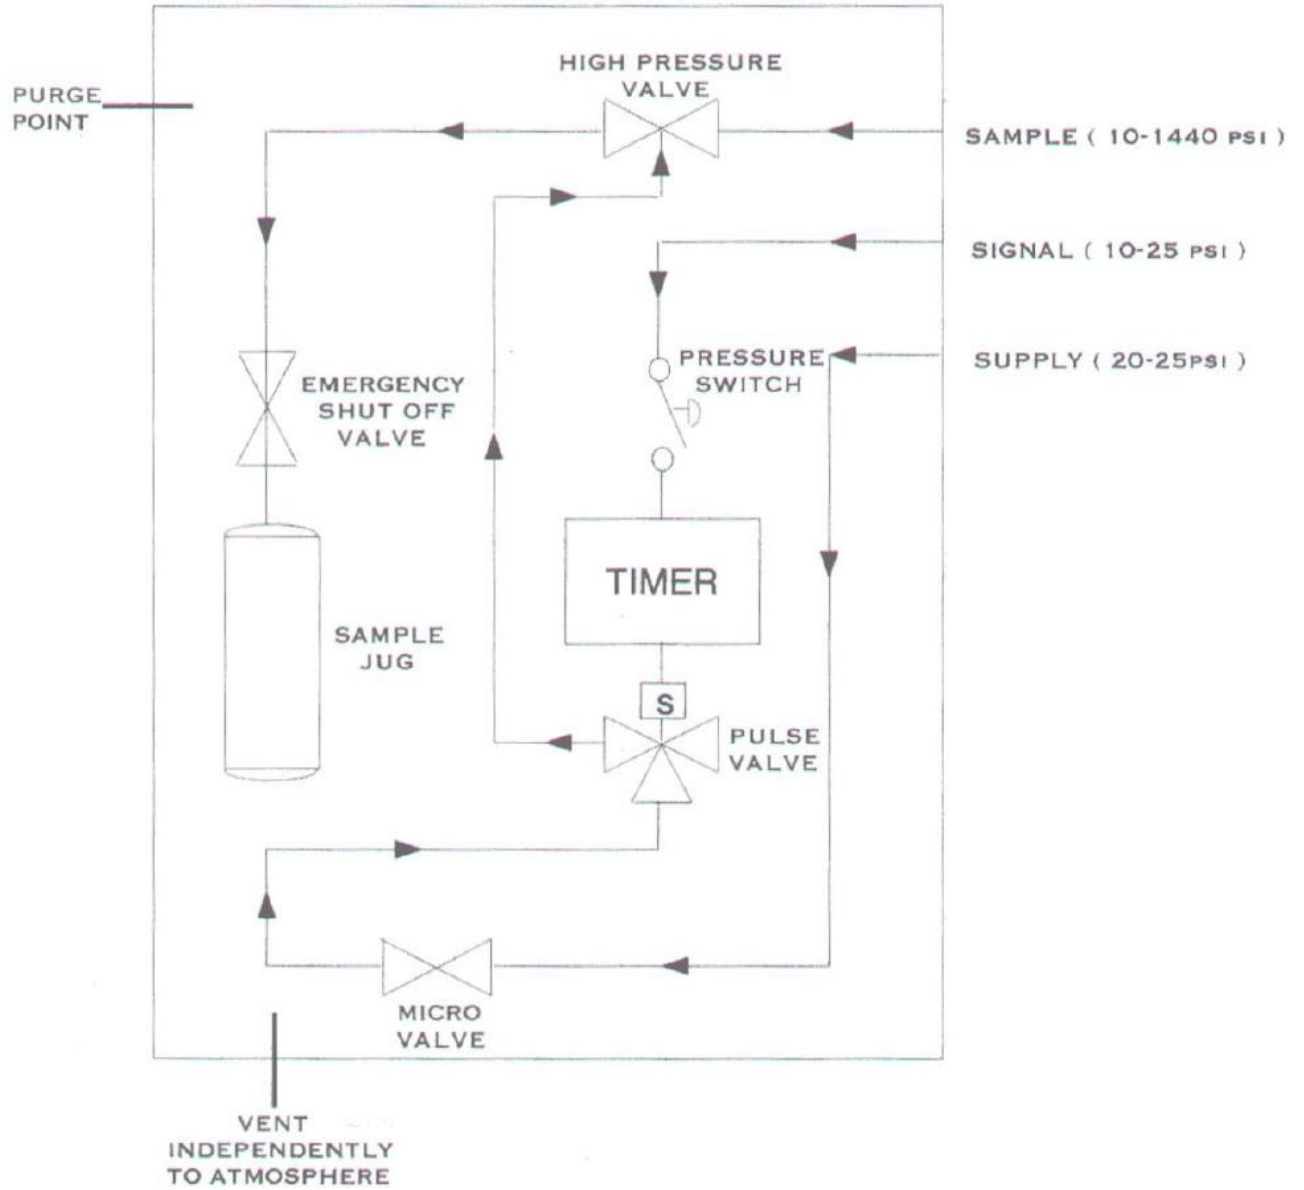 HIGH PRESSURE
VALVE
PURGE
POINT
SAMPLE ( 10-1440 PSI )
SIGNAL ( 10-25 PSI )
PRESSURE
SWITCH
SUPPLY ( 20-25PSI )
EMERGENCY
SHUT OFF
VALVE
TIMER
SAMPLE
JUG
S
PULSE
VALVE
MICRO
VALVE
VENT
INDEPENDENTLY
TO ATMOSPHERE